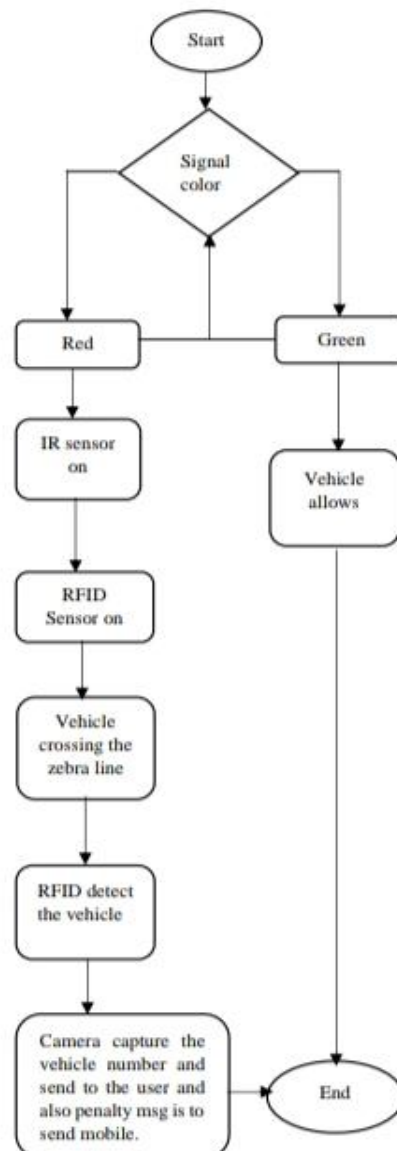 Start
Signal
color
Red
Green
IR sensor
on
Vehicle
allows
RFID
Sensor on
Vehicle
crossing the
zebra line
RFID detect
the vehicle
Camera capture the
vehicle number and
send to the user and
also penalty msg is to
send mobile.
End